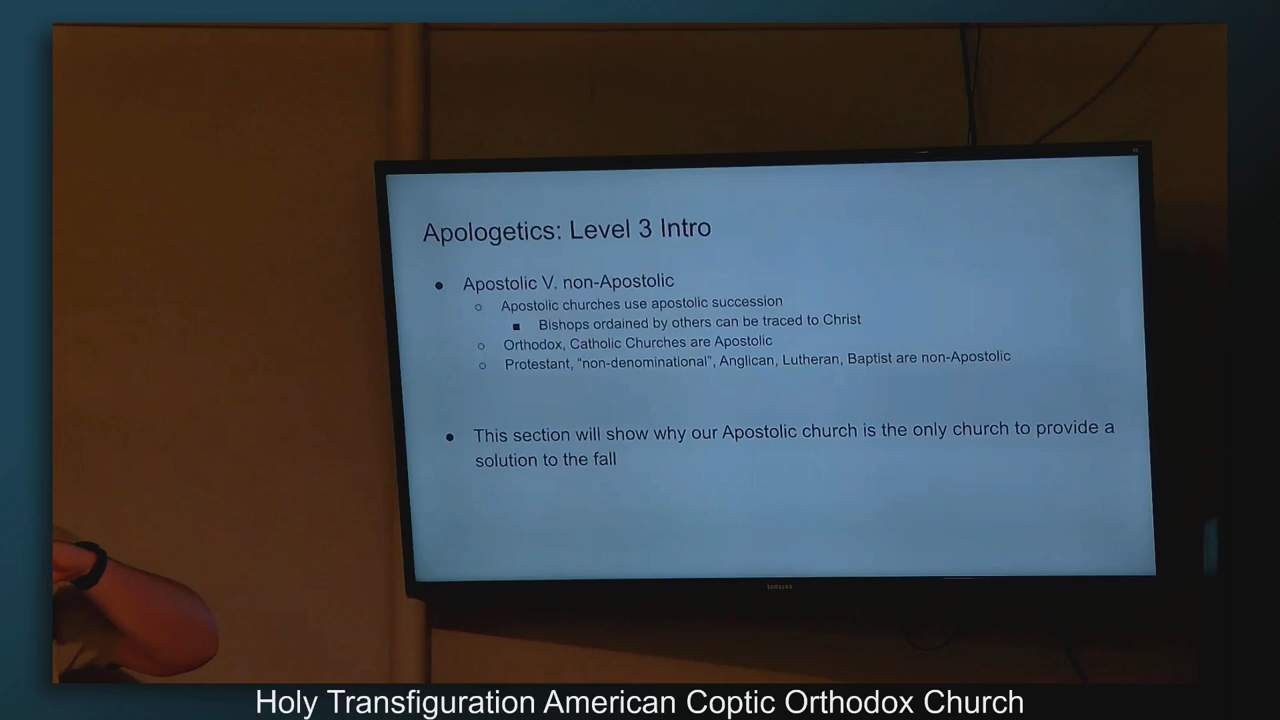 Apologetics: Level 3 Intro
● Apostolic V. non-Apostolic
○ Apostolic churches use apostolic succession
■ Bishops ordained by others can be traced to Christ
○ Orthodox, Catholic Churches are Apostolic
○ Protestant, “non-denominational”, Anglican, Lutheran, Baptist are non-Apostolic
● This section will show why our Apostolic church is the only church to provide a
solution to the fall
SAMSUNG
Holy Transfiguration American Coptic Orthodox Church